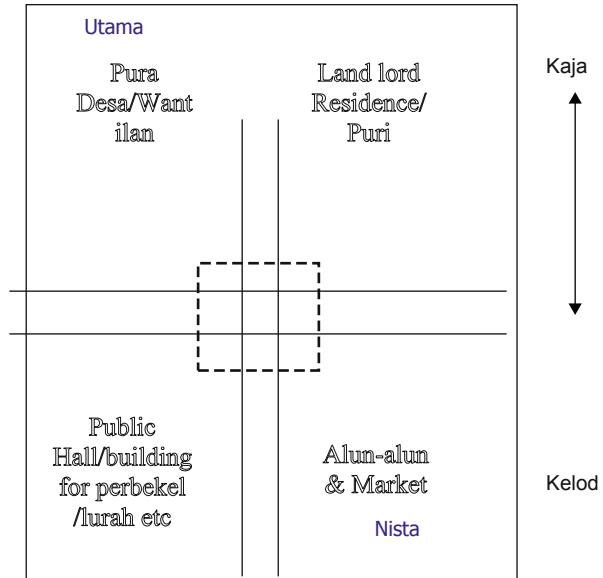 Utama
Pura
Desa/Want
ilan
Land lord
Residence/
Puri
Kaja
Public
Hall/building
for perbekel
/lurah etc
Alun-alun
& Market
Nista
Kelod